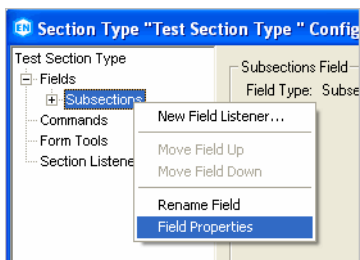 Section Type "Test Section Type " Config
Test Section Type
Fields
Subsections
Commands
Form Tools
Section Listene
Subsections Field
Field Type: Subse
New Field Listener...
Move Field Up
Move Field Down
Rename Field
Field Properties